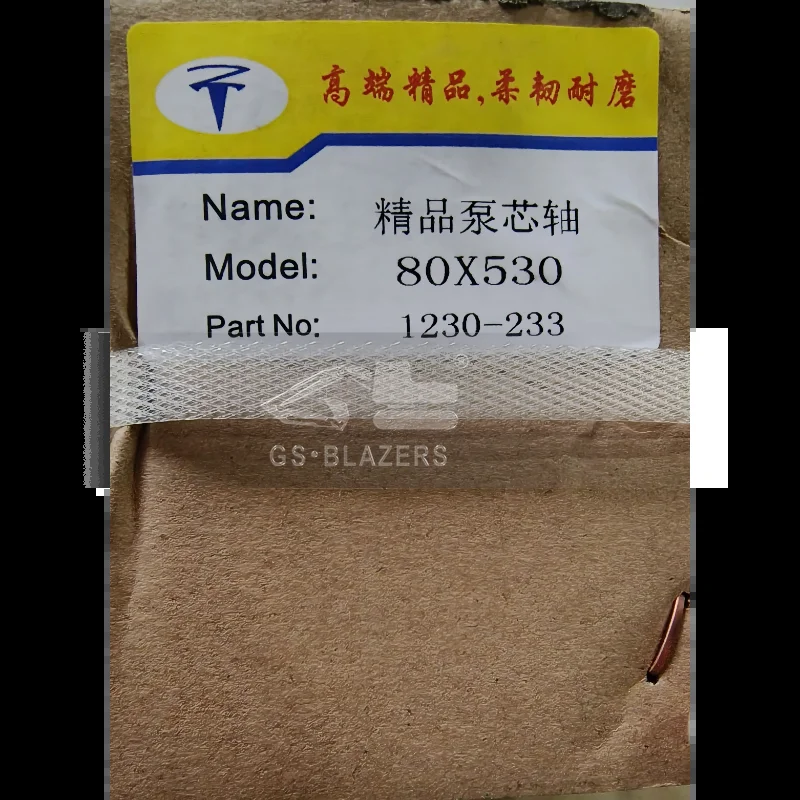 高端精品,柔韧耐磨
Name: 精品泵芯轴
Model: 80X530
Part No: 1230-233
GS·BLAZERS